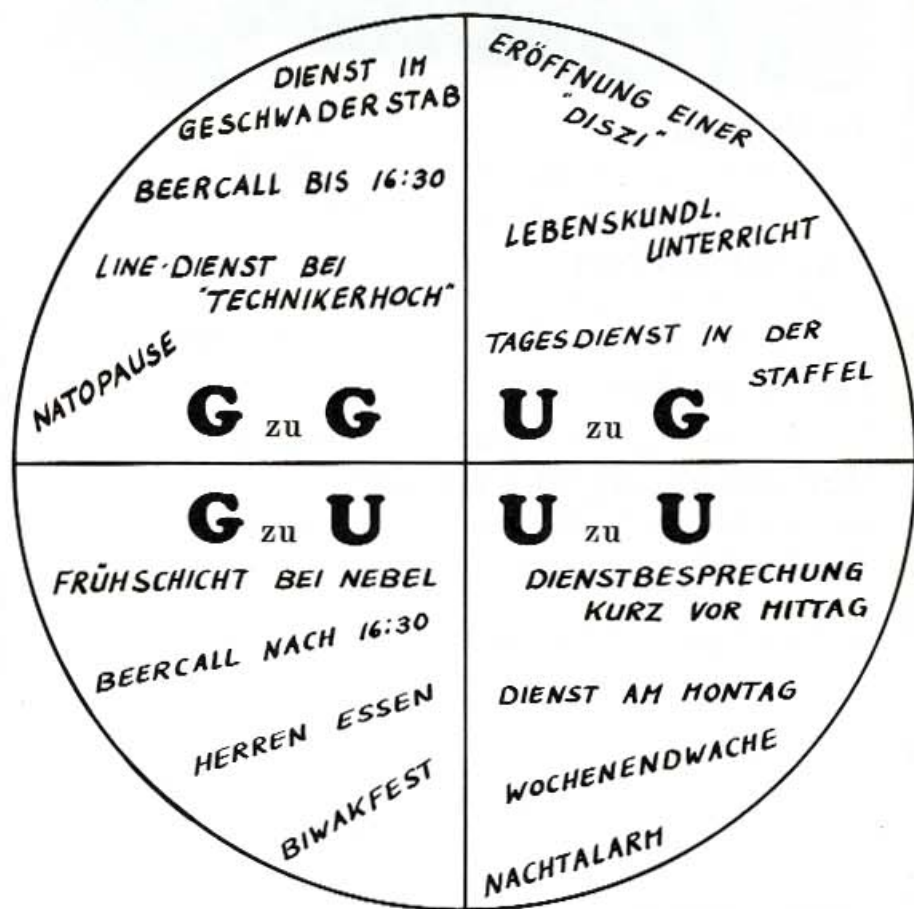 DIENST IM
GESCHWADERSTAB
BEERCALL BIS 16:30
LINE-DIENST BEI
"TECHNIKERHOCH"
NATOPAUSE
G zu G
ERÖFFNUNG EINER
"DISZI"
LEBENSKUNDL.
UNTERRICHT
TAGESDIENST IN DER
STAFFEL
U zu G
G zu U
FRÜHSCHICHT BEI NEBEL
BEERCALL NACH 16:30
HERREN ESSEN
BIWAKFEST
U zu U
DIENSTBESPRECHUNG
KURZ VOR MITTAG
DIENST AM MONTAG
WOCHENENDWACHE
NACHTALARM